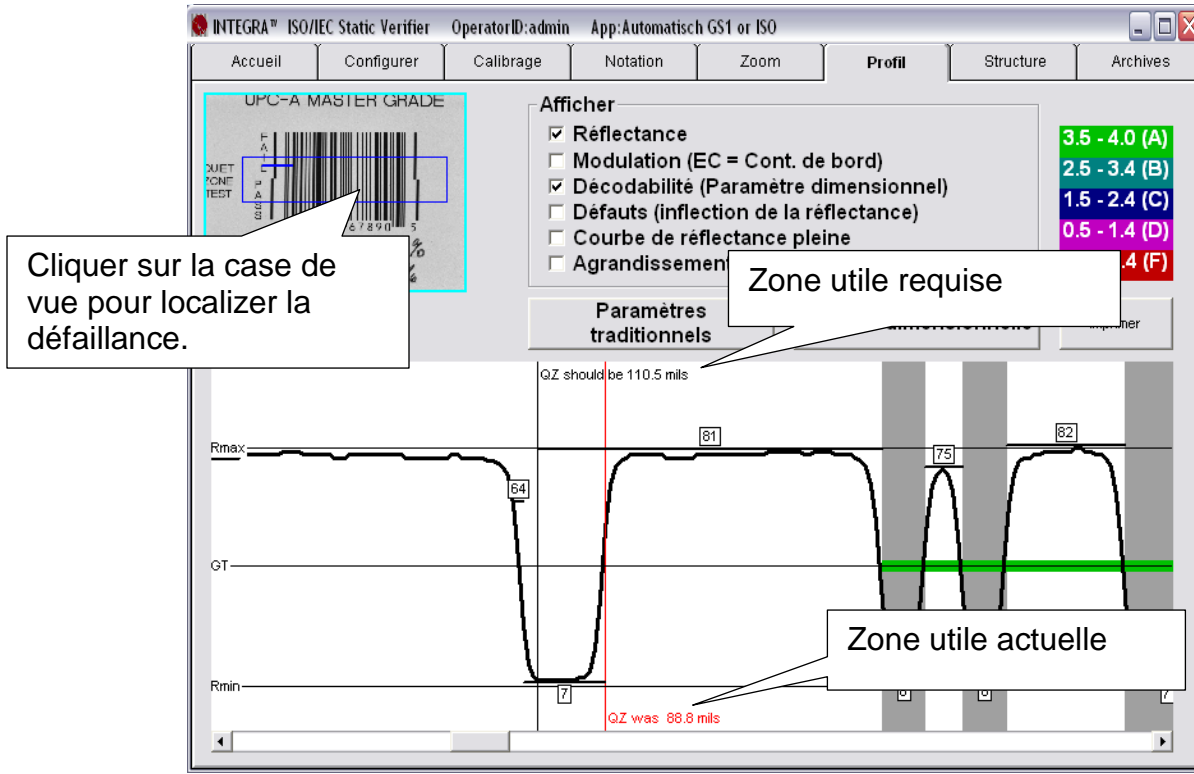 INTEGRA™ ISO/IEC Static Verifier OperatorID:admin App:Automatisch GS1 or ISO
Accueil Configurer Calibrage Notation Zoom Profil Structure Archives
UPC-A MASTER GRADE
FAIL
QUIET
ZONE
TEST
PASS
67890 5
Cliquer sur la case de
vue pour localizer la
défaillance.
Afficher
Réflectance
Modulation (EC = Cont. de bord)
Décodabilité (Paramètre dimensionnel)
Défauts (inflection de la réflectance)
Courbe de réflectance pleine
Agrandissement
3.5 - 4.0 (A)
2.5 - 3.4 (B)
1.5 - 2.4 (C)
0.5 - 1.4 (D)
.4 (F)
Zone utile requise
Paramètres
traditionnels
QZ should be 110.5 mils
Rmax
81
82
75
64
GT
Zone utile actuelle
Rmin
7
QZ was 88.8 mils